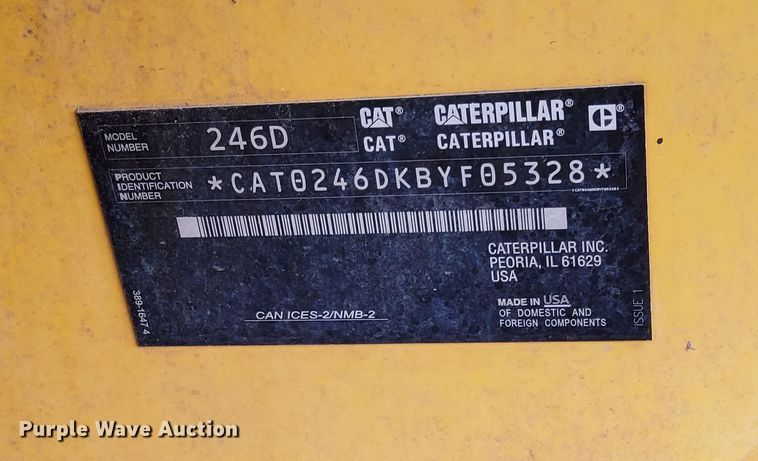 CAT® CATERPILLAR®
MODEL NUMBER 246D CAT® CATERPILLAR®
PRODUCT IDENTIFICATION NUMBER *CAT0246DKBYF05328*
*CAT0246DKBYF05328*
CATERPILLAR INC.
PEORIA, IL 61629
USA
MADE IN USA
OF DOMESTIC AND
FOREIGN COMPONENTS
CAN ICES-2/NMB-2
389-1647 4
ISSUE 1
Purple Wave Auction